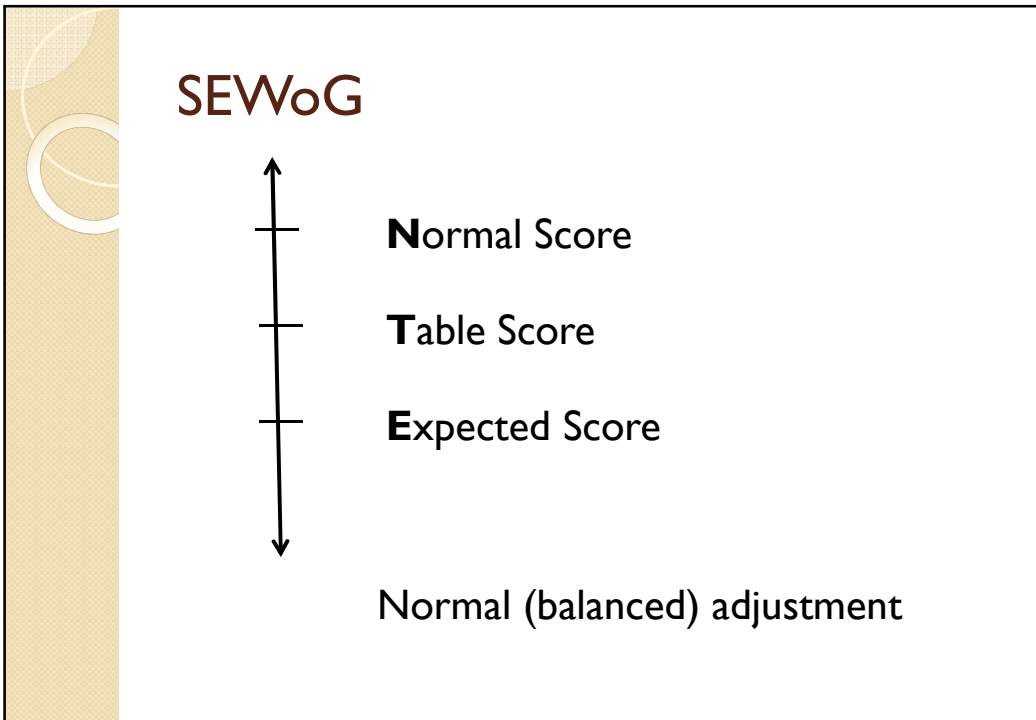 SEWoG
Normal Score
Table Score
Expected Score
Normal (balanced) adjustment